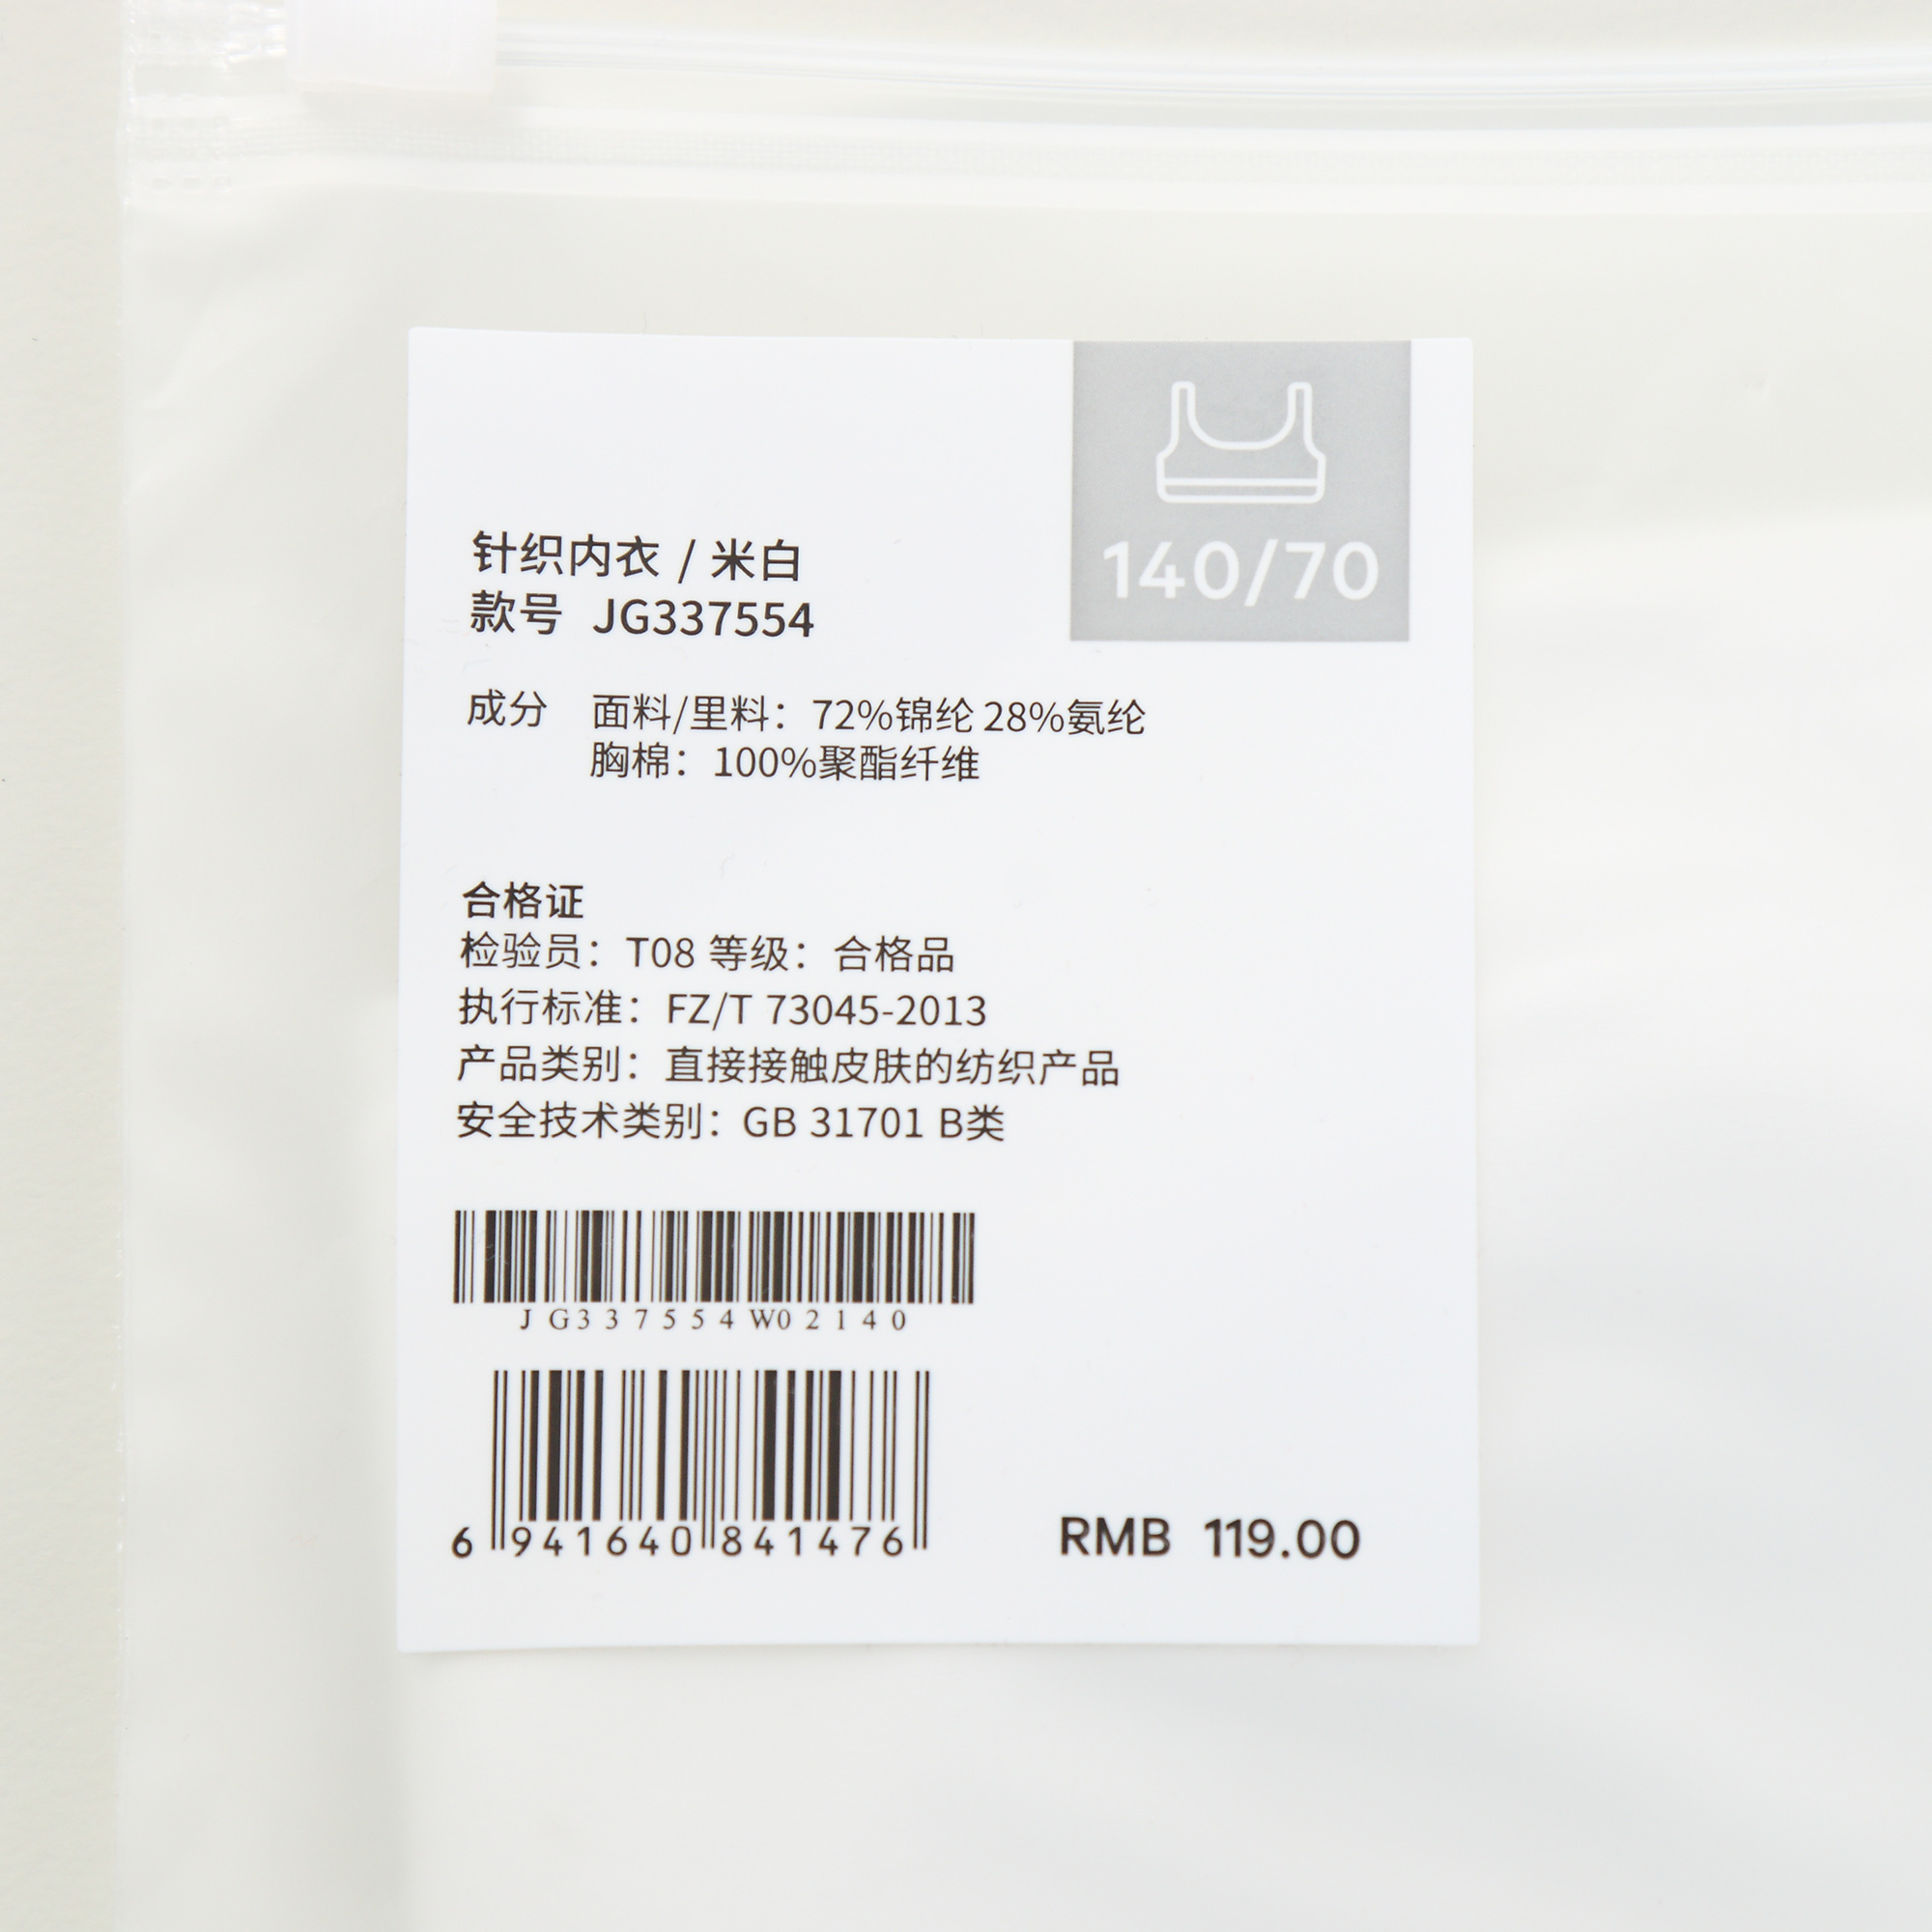 140/70
针织内衣 / 米白
款号 JG337554
成分 面料/里料：72%锦纶 28%氨纶
胸棉：100%聚酯纤维
合格证
检验员：T08 等级：合格品
执行标准：FZ/T 73045-2013
产品类别：直接接触皮肤的纺织产品
安全技术类别：GB 31701 B类
JG337554W02140
6 941640 841476
RMB 119.00